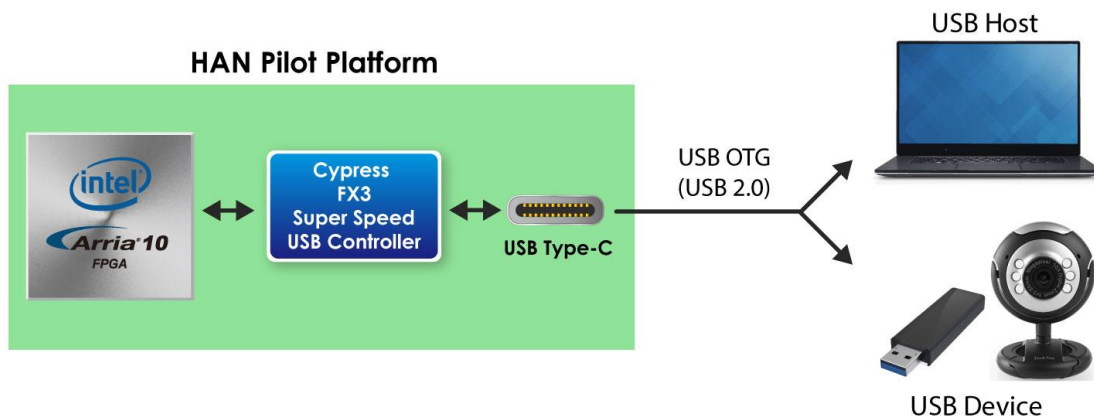 HAN Pilot Platform
intel
Arria 10
FPGA
Cypress
FX3
Super Speed
USB Controller
USB Type-C
USB OTG
(USB 2.0)
USB Host
USB Device